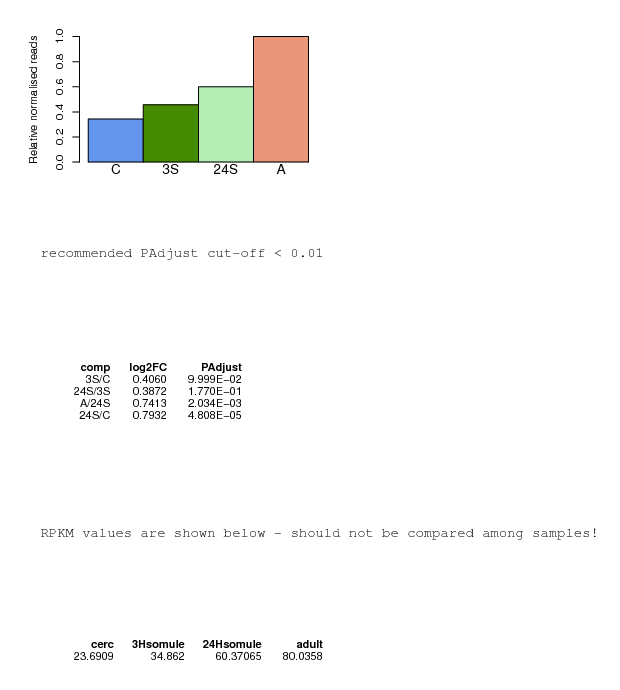 Relative normalised reads
0.0 0.2 0.4 0.6 0.8 1.0
C 3S 24S A
recommended PAdjust cut-off < 0.01
comp log2FC PAdjust
3S/C 0.4060 9.999E-02
24S/3S 0.3872 1.770E-01
A/24S 0.7413 2.034E-03
24S/C 0.7932 4.808E-05
RPKM values are shown below - should not be compared among samples!
cerc 3Hsomule 24Hsomule adult
23.6909 34.862 60.37065 80.0358